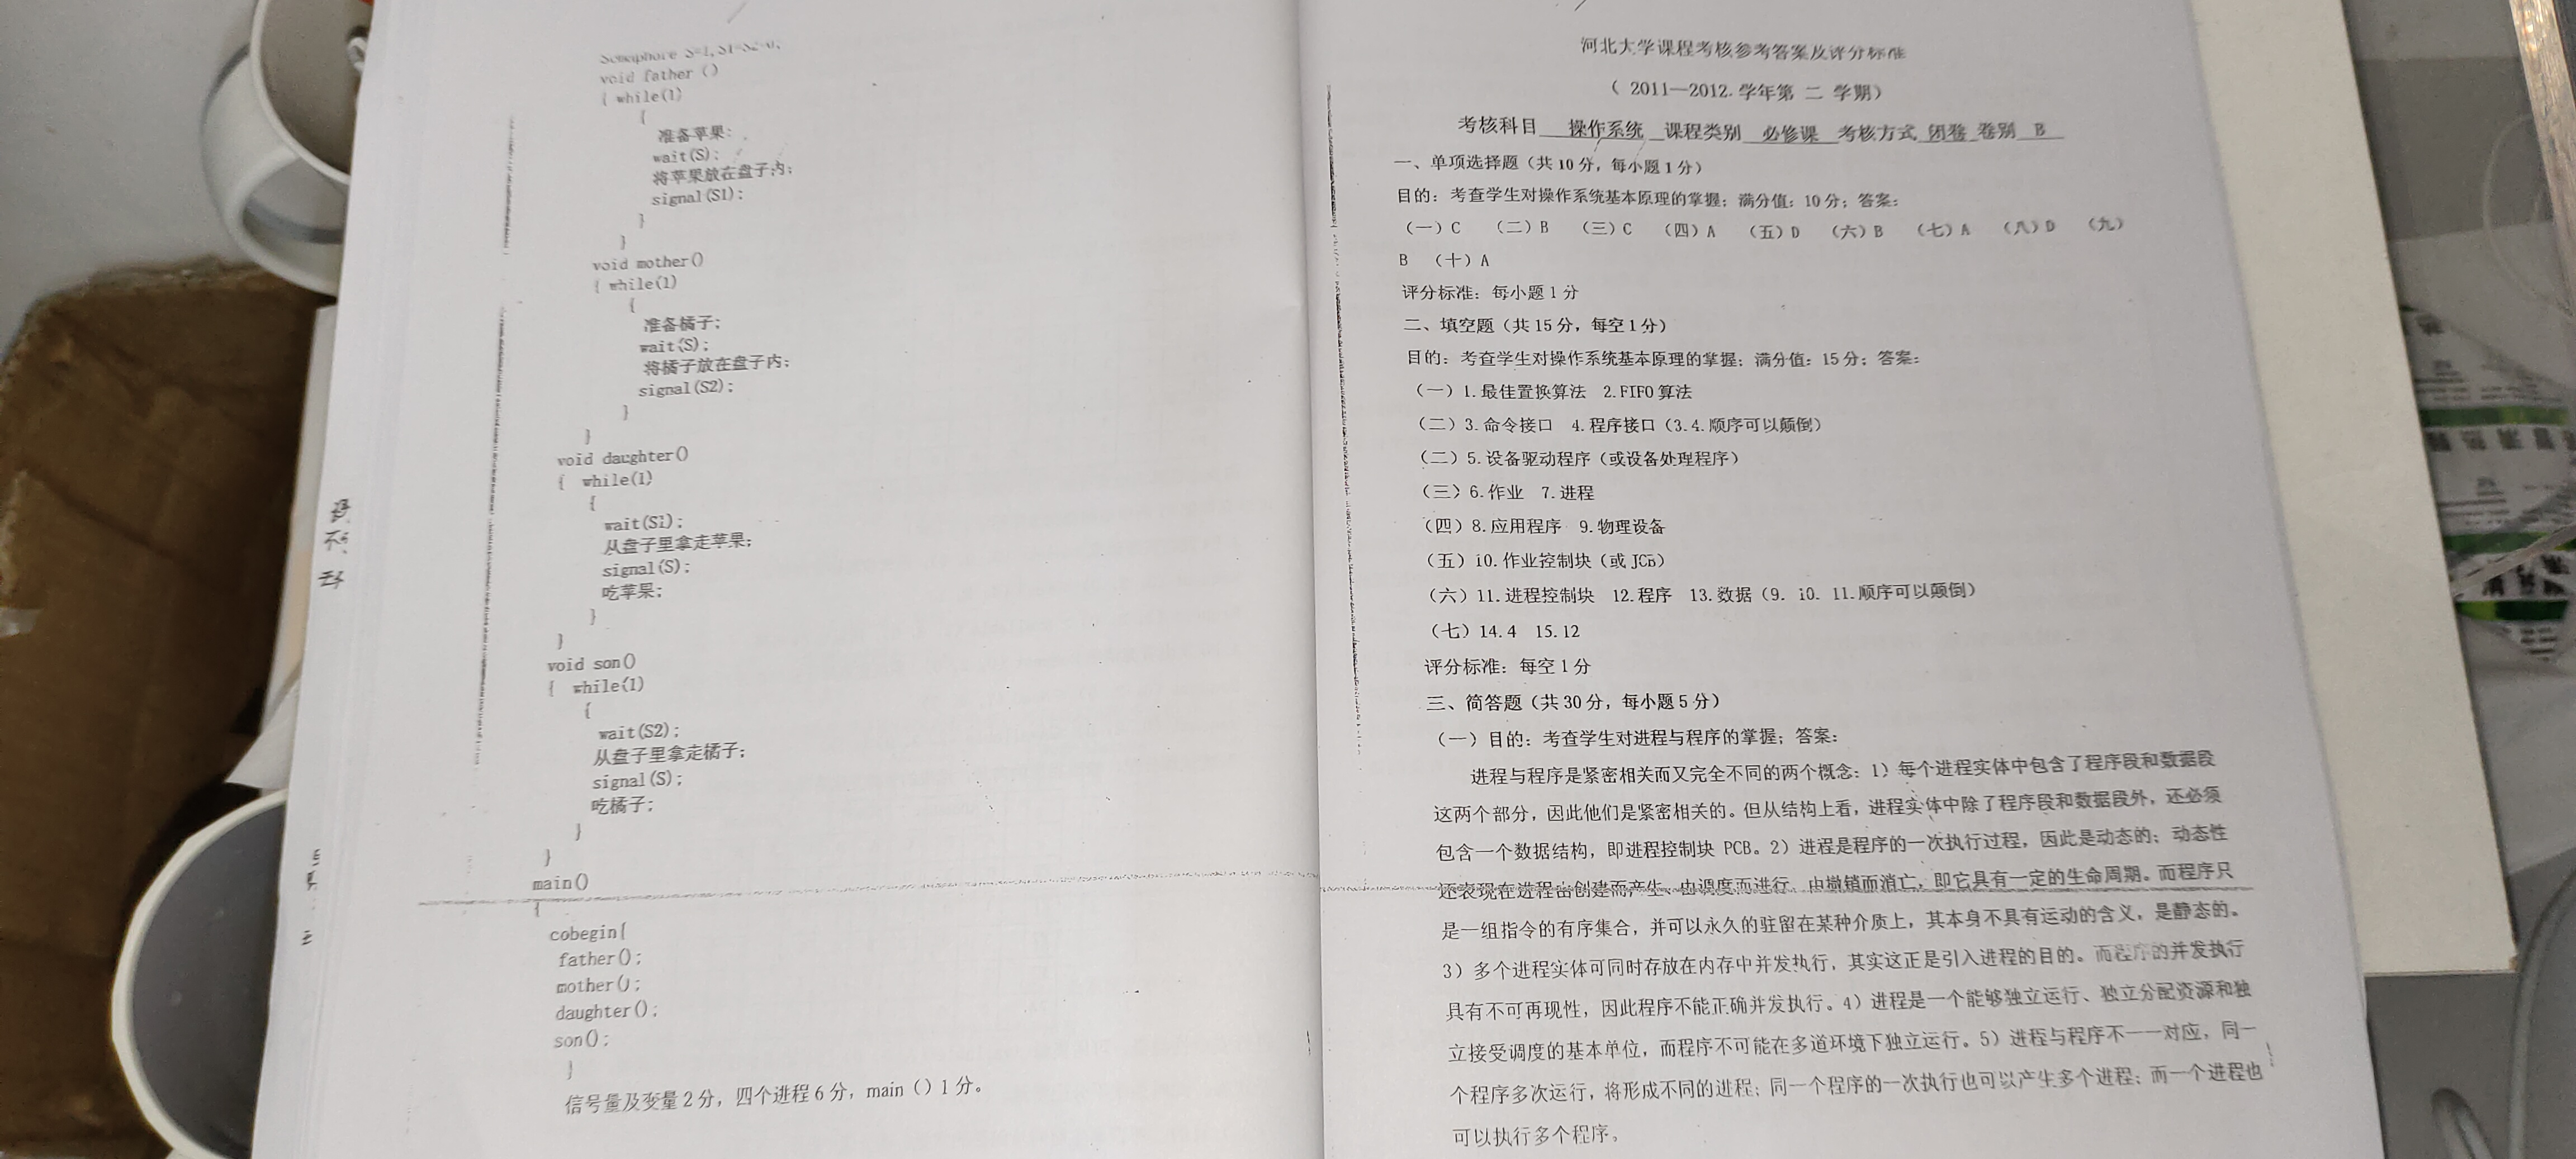 Semaphore S=1,S1=S2=0;
void father ()
{ while(1)
{
准备苹果;
wait(S);
将苹果放在盘子内;
signal(S1);
}
}
void mother()
{ while(1)
{
准备橘子;
wait(S);
将橘子放在盘子内;
signal(S2);
}
}
void daughter()
{ while(1)
{
wait(S1);
从盘子里拿走苹果;
signal(S);
吃苹果;
}
}
void son()
{ while(1)
{
wait(S2);
从盘子里拿走橘子;
signal(S);
吃橘子;
}
}
main()
{
cobegin{
father();
mother();
daughter();
son();
}
信号量及变量2分，四个进程6分，main（）1分。
河北大学课程考核参考答案及评分标准
（ 2011—2012.学年第 二 学期）
考核科目 操作系统 课程类别 必修课 考核方式 闭卷 卷别 B
一、单项选择题（共10分，每小题1分）
目的：考查学生对操作系统基本原理的掌握；满分值：10分；答案：
（一）C （二）B （三）C （四）A （五）D （六）B （七）A （八）D （九）
B （十）A
评分标准：每小题1分
二、填空题（共15分，每空1分）
目的：考查学生对操作系统基本原理的掌握；满分值：15分；答案：
（一）1.最佳置换算法 2.FIFO算法
（二）3.命令接口 4.程序接口（3.4.顺序可以颠倒）
（二）5.设备驱动程序（或设备处理程序）
（三）6.作业 7.进程
（四）8.应用程序 9.物理设备
（五）10.作业控制块（或JCB）
（六）11.进程控制块 12.程序 13.数据（9. 10. 11.顺序可以颠倒）
（七）14.4 15.12
评分标准：每空1分
三、简答题（共30分，每小题5分）
（一）目的：考查学生对进程与程序的掌握；答案：
进程与程序是紧密相关而又完全不同的两个概念：1）每个进程实体中包含了程序段和数据段
这两个部分，因此他们是紧密相关的。但从结构上看，进程实体中除了程序段和数据段外，还必须
包含一个数据结构，即进程控制块 PCB。2）进程是程序的一次执行过程，因此是动态的；动态性
还表现在进程由创建而产生、由调度而进行、由撤销而消亡，即它具有一定的生命周期。而程序只
是一组指令的有序集合，并可以永久的驻留在某种介质上，其本身不具有运动的含义，是静态的。
3）多个进程实体可同时存放在内存中并发执行，其实这正是引入进程的目的。而程序的并发执行
具有不可再现性，因此程序不能正确并发执行。4）进程是一个能够独立运行、独立分配资源和独
立接受调度的基本单位，而程序不可能在多道环境下独立运行。5）进程与程序不一一对应，同一
个程序多次运行，将形成不同的进程；同一个程序的一次执行也可以产生多个进程；而一个进程也
可以执行多个程序。